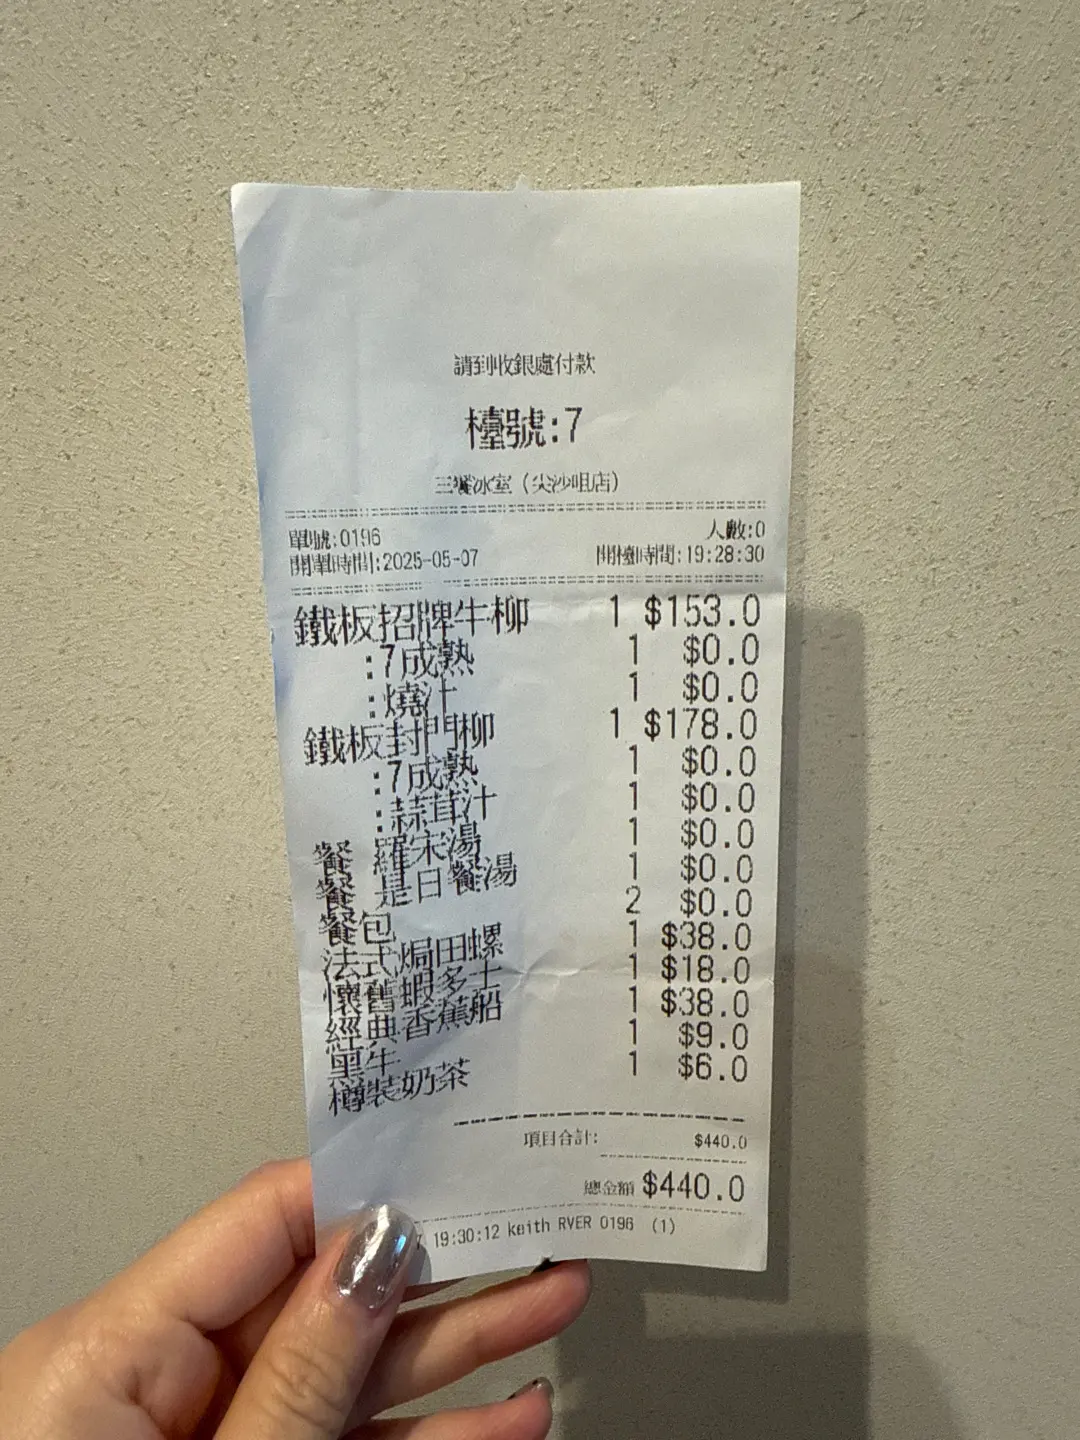 請到收銀處付款
檯號:7
三餐冰室（尖沙咀店）
單號:0196 人數:0
開單時間:2025-05-07 開檯時間:19:28:30
鐵板招牌牛柳 1 $153.0
:7成熟 1 $0.0
:燒汁 1 $0.0
鐵板封門柳 1 $178.0
:7成熟 1 $0.0
:蒜茸汁 1 $0.0
餐 羅宋湯 1 $0.0
餐 是日餐湯 1 $0.0
餐包 2 $0.0
法式焗田螺 1 $38.0
懷舊蝦多士 1 $18.0
經典香蕉船 1 $38.0
黑牛 1 $9.0
樽裝奶茶 1 $6.0
項目合計: $440.0
總金額 $440.0
19:30:12 keith RVER 0196 (1)